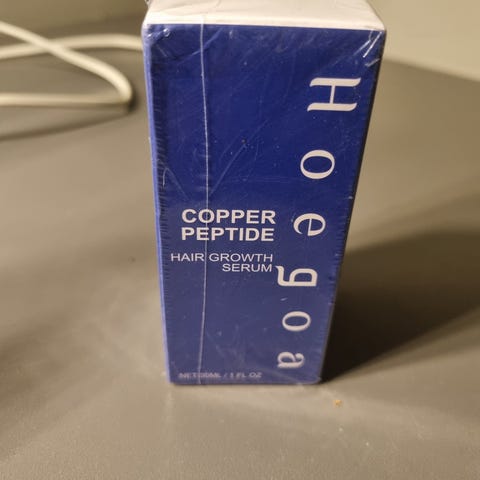 Hoegoa
COPPER
PEPTIDE
HAIR GROWTH
SERUM
NET:30ML / 1 FL OZ